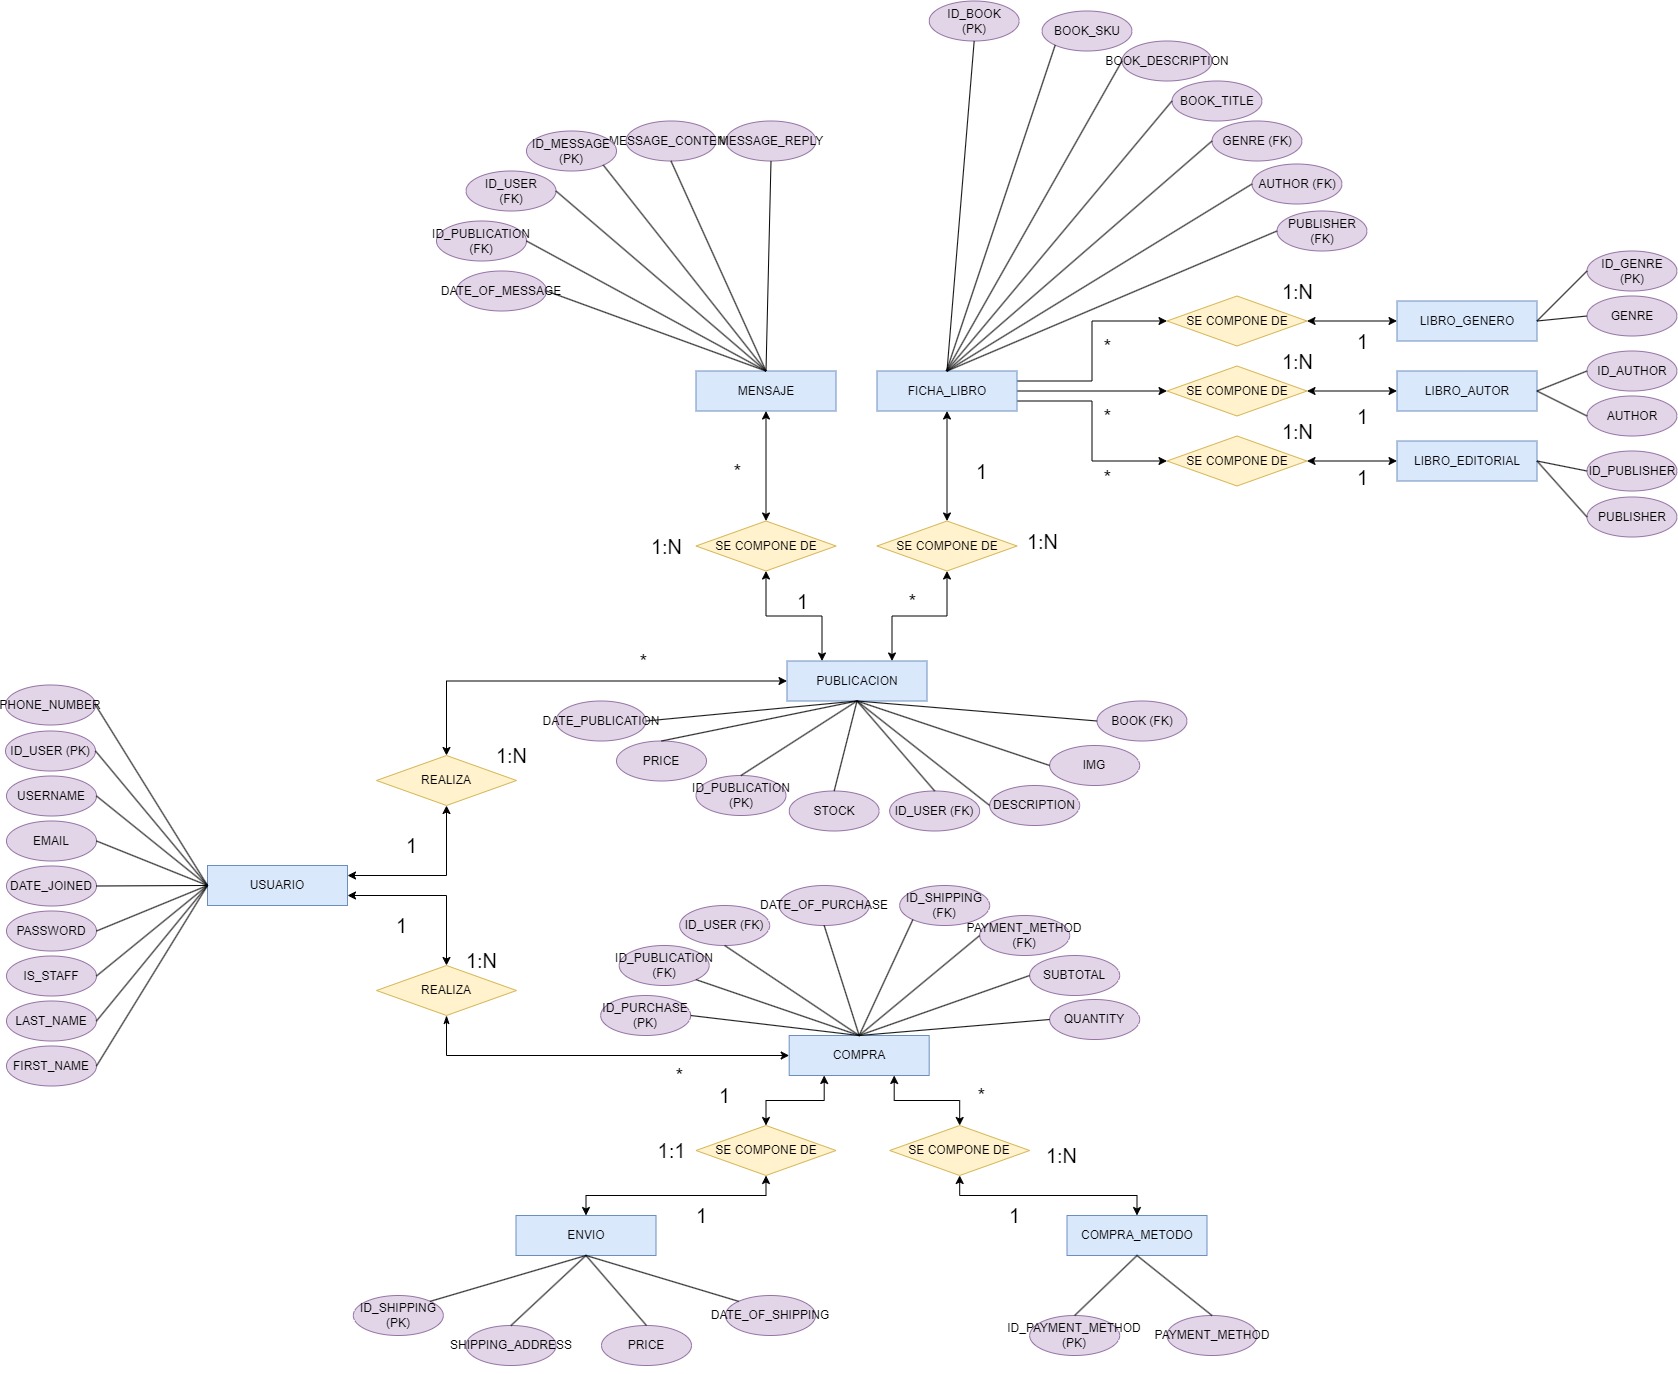 ID_BOOK
(PK)
BOOK_SKU
BOOK_DESCRIPTION
BOOK_TITLE
GENRE (FK)
AUTHOR (FK)
PUBLISHER
(FK)
ID_MESSAGE
(PK)
MESSAGE_CONTEN
MESSAGE_REPLY
ID_USER
(FK)
ID_PUBLICATION
(FK)
DATE_OF_MESSAGE
MENSAJE
FICHA_LIBRO
*
SE COMPONE DE
1:N
1
LIBRO_GENERO
ID_GENRE
(PK)
GENRE
*
SE COMPONE DE
1:N
1
LIBRO_AUTOR
ID_AUTHOR
AUTHOR
*
SE COMPONE DE
1:N
1
LIBRO_EDITORIAL
ID_PUBLISHER
PUBLISHER
*
1:N
SE COMPONE DE
1
1
SE COMPONE DE
1:N
*
*
PUBLICACION
DATE_PUBLICATION
PRICE
ID_PUBLICATION
(PK)
STOCK
ID_USER (FK)
DESCRIPTION
IMG
BOOK (FK)
REALIZA
1:N
1
PHONE_NUMBER
ID_USER (PK)
USERNAME
EMAIL
DATE_JOINED
PASSWORD
IS_STAFF
LAST_NAME
FIRST_NAME
USUARIO
1
1:N
REALIZA
*
ID_PURCHASE
(PK)
ID_PUBLICATION
(FK)
ID_USER (FK)
DATE_OF_PURCHASE
ID_SHIPPING
(FK)
PAYMENT_METHOD
(FK)
SUBTOTAL
QUANTITY
COMPRA
1
1:1
SE COMPONE DE
1
*
SE COMPONE DE
1:N
1
ENVIO
ID_SHIPPING
(PK)
SHIPPING_ADDRESS
PRICE
DATE_OF_SHIPPING
COMPRA_METODO
ID_PAYMENT_METHOD
(PK)
PAYMENT_METHOD